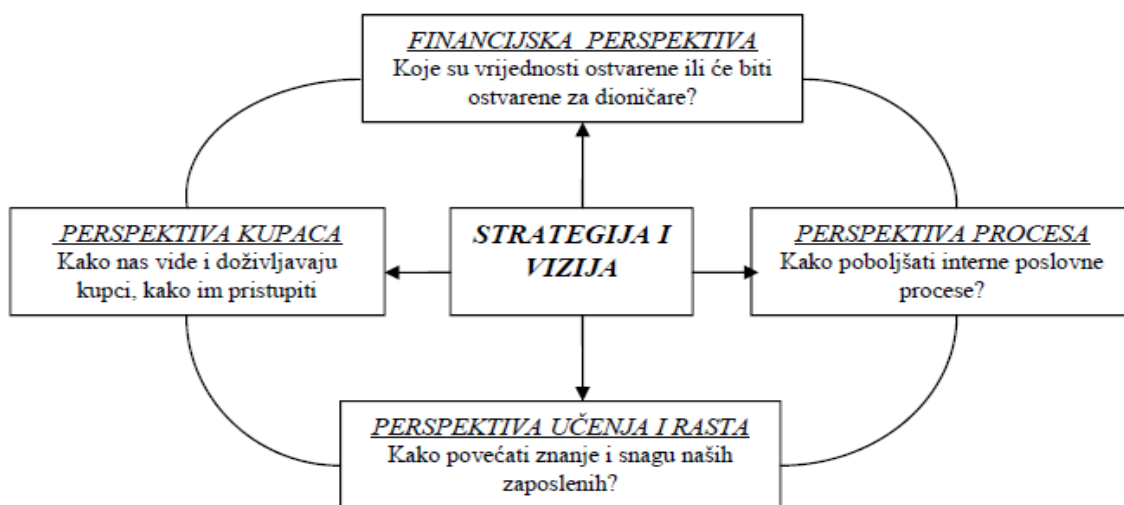 FINANCIJSKA PERSPEKTIVA
Koje su vrijednosti ostvarene ili će biti
ostvarene za dioničare?
PERSPEKTIVA KUPACA
Kako nas vide i doživljavaju
kupci, kako im pristupiti
STRATEGIJA I
VIZIJA
PERSPEKTIVA PROCESA
Kako poboljšati interne poslovne
procese?
PERSPEKTIVA UČENJA I RASTA
Kako povećati znanje i snagu naših
zaposlenih?